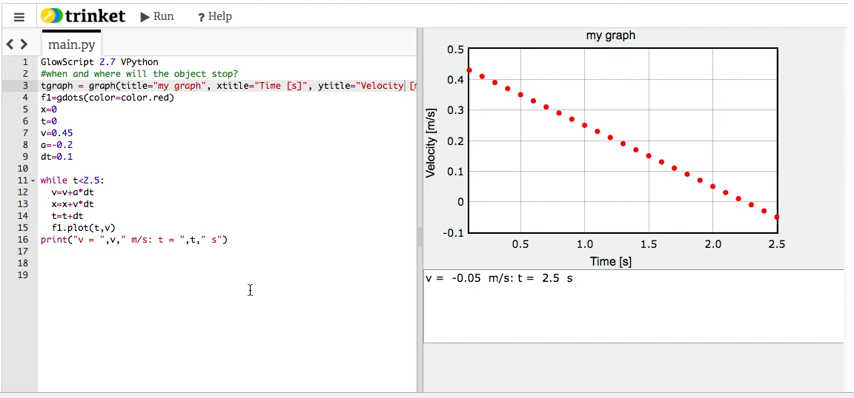 trinket
Run
? Help
main.py
1 GlowScript 2.7 VPython
2 #when and where will the object stop?
3 tgraph = graph(title="my graph", xtitle="Time [s]", ytitle="Velocity [
4 f1=gdots(color=color.red)
5 x=0
6 t=0
7 v=0.45
8 a=-0.2
9 dt=0.1
10
11 while t<2.5:
12 v=v+a*dt
13 x=x+v*dt
14 t=t+dt
15 f1.plot(t,v)
16 print("v = ",v," m/s: t = ",t," s")
17
18
19
my graph
0.5
0.4
0.3
0.2
0.1
0
-0.1
Velocity [m/s]
0.5 1.0 1.5 2.0 2.5
Time [s]
v = -0.05 m/s: t = 2.5 s